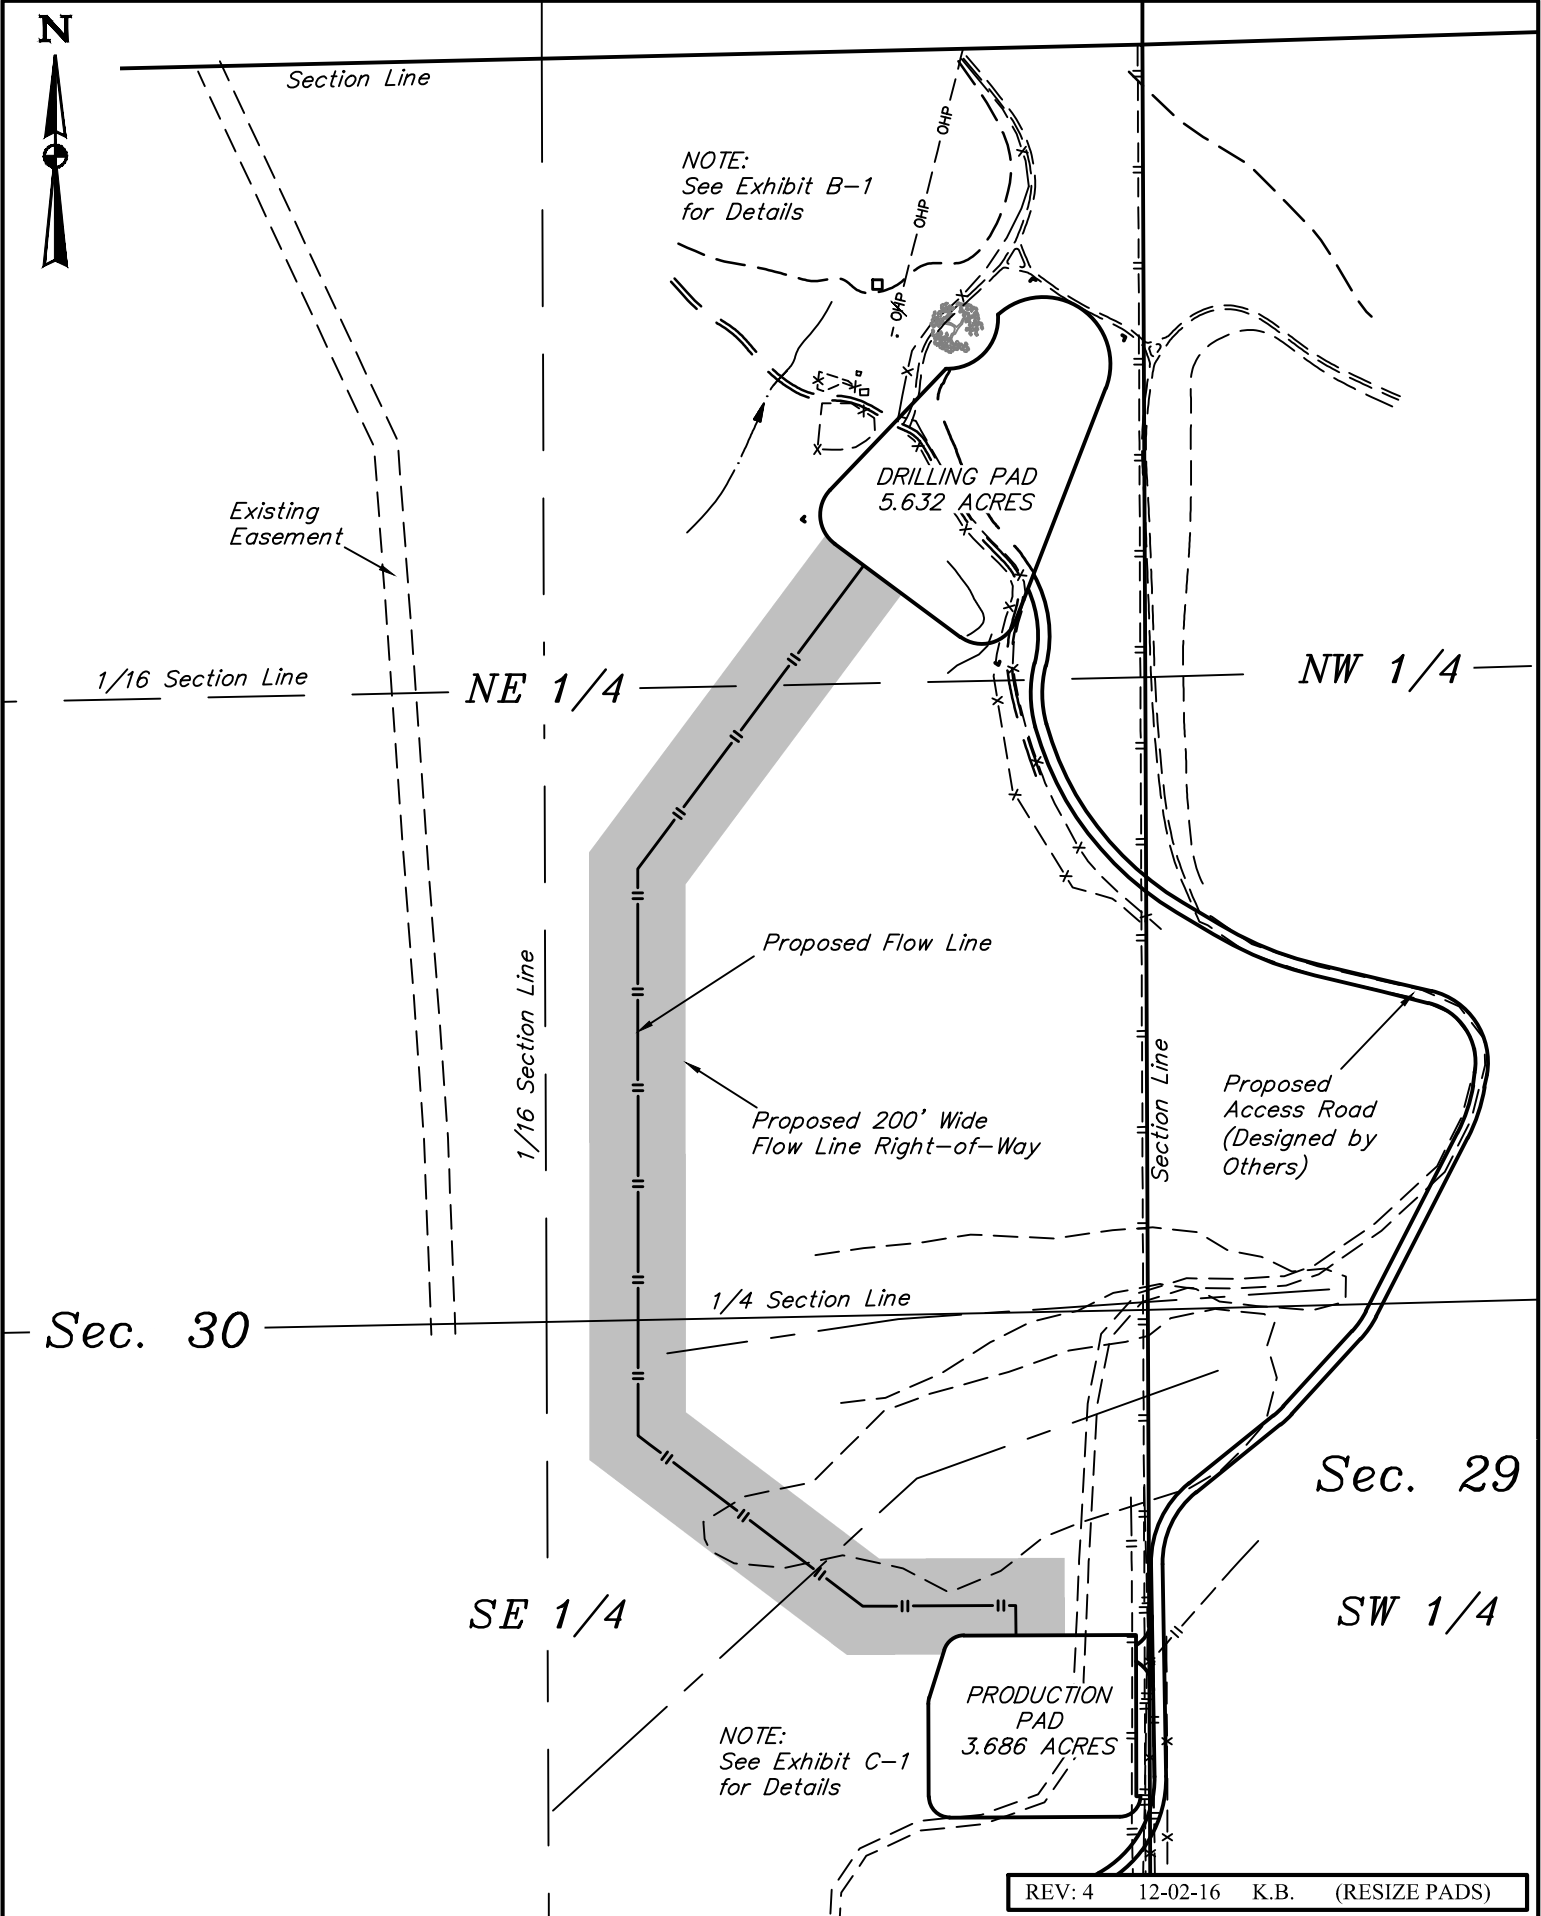 N
Section Line
OHP
NOTE:
See Exhibit B-1
for Details
OHP
OHP
DRILLING PAD
5.632 ACRES
Existing
Easement
1/16 Section Line
NE 1/4
NW 1/4
Proposed Flow Line
1/16 Section Line
Section Line
Proposed
Access Road
(Designed by
Others)
Proposed 200' Wide
Flow Line Right-of-Way
1/4 Section Line
Sec. 30
Sec. 29
SE 1/4
SW 1/4
PRODUCTION
PAD
3.686 ACRES
NOTE:
See Exhibit C-1
for Details
REV: 4 12-02-16 K.B. (RESIZE PADS)